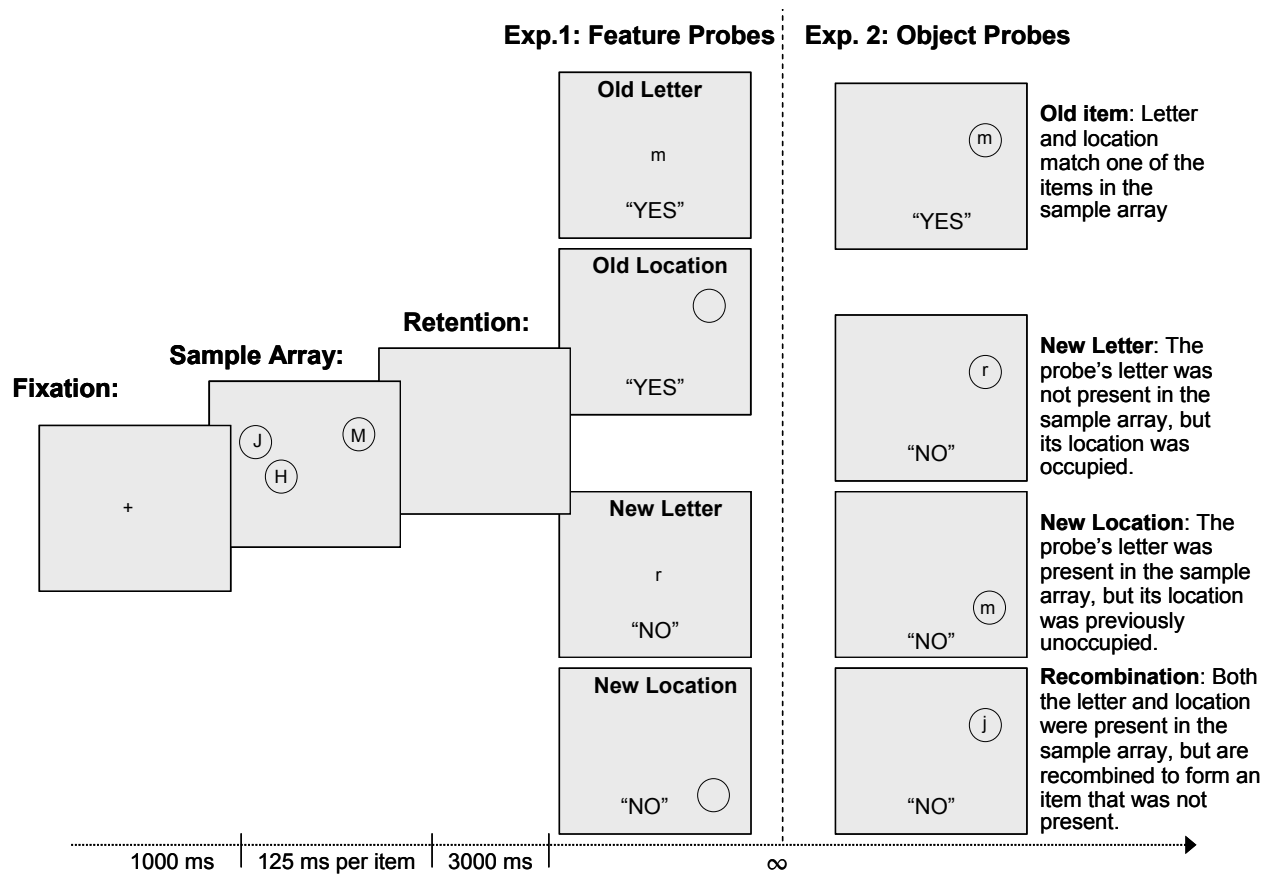 Exp.1: Feature Probes
Exp. 2: Object Probes
Fixation:
+
Sample Array:
J
M
H
Retention:
Old Letter
m
“YES”
Old Location
“YES”
New Letter
r
“NO”
New Location
“NO”
m
“YES”
Old item: Letter
and location
match one of the
items in the
sample array
r
“NO”
New Letter: The
probe’s letter was
not present in the
sample array, but
its location was
occupied.
m
“NO”
New Location: The
probe’s letter was
present in the sample
array, but its location
was previously
unoccupied.
j
“NO”
Recombination: Both
the letter and location
were present in the
sample array, but are
recombined to form an
item that was not
present.
1000 ms
125 ms per item
3000 ms
∞